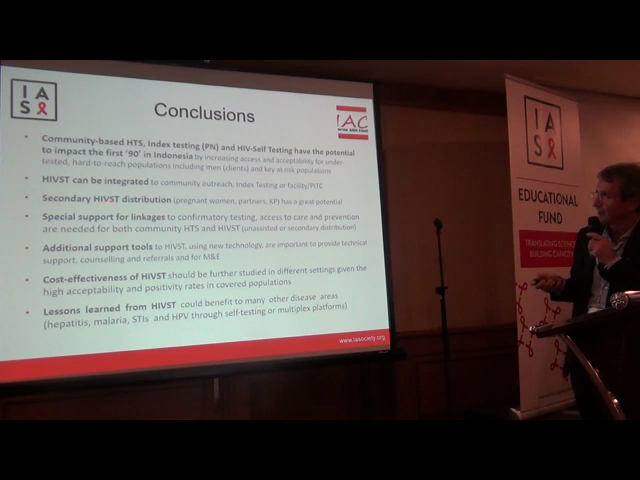 IAS
Conclusions
IAC
• Community-based HTS, Index testing (PN) and HIV-Self Testing have the potential
to impact the first '90' in Indonesia by increasing access and acceptability for under-
tested, hard-to-reach populations including men (clients) and key at risk populations
• HIVST can be integrated to community outreach, Index Testing or facility/PITC
• Secondary HIVST distribution (pregnant women, partners, KP) has a great potential
• Special support for linkages to confirmatory testing, access to care and prevention
are needed for both community HTS and HIVST (unassisted or secondary distribution)
• Additional support tools to HIVST, using new technology, are important to provide technical
support, counselling and referrals and for M&E
• Cost-effectiveness of HIVST should be further studied in different settings given the
high acceptability and positivity rates in covered populations
• Lessons learned from HIVST could benefit to many other disease areas
(hepatitis, malaria, STIs and HPV through self-testing or multiplex platforms)
www.iasociety.org
IAS
EDUCATIONAL
FUND
TRANSLATING SCIENCE
BUILDING CAPACITY